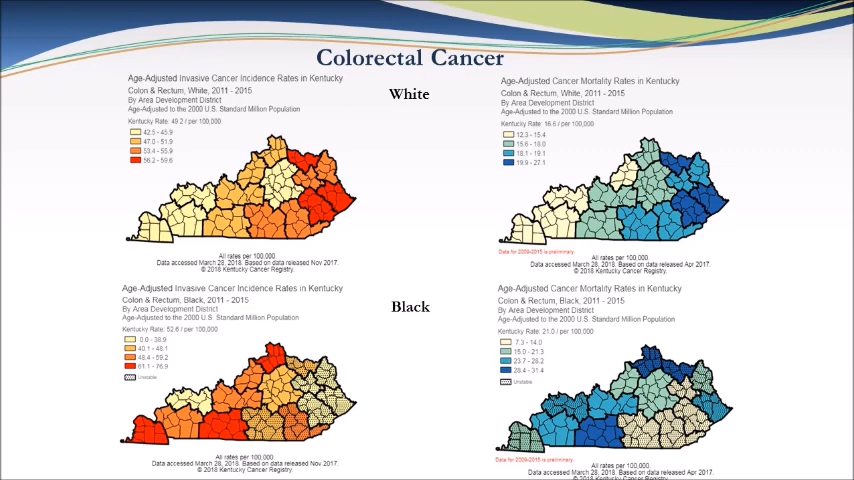 Colorectal Cancer
Age-Adjusted Invasive Cancer Incidence Rates in Kentucky
Colon & Rectum, White, 2011 - 2015
By Area Development District
Age-Adjusted to the 2000 U.S. Standard Million Population
Kentucky Rate: 49.2 / per 100,000
42.5 - 45.9
47.0 - 51.9
53.4 - 55.9
56.2 - 59.6
All rates per 100,000.
Data accessed March 28, 2018. Based on data released Nov 2017.
© 2018 Kentucky Cancer Registry.
White
Age-Adjusted Cancer Mortality Rates in Kentucky
Colon & Rectum, White, 2011 - 2015
By Area Development District
Age-Adjusted to the 2000 U.S. Standard Million Population
Kentucky Rate: 16.6 / per 100,000
12.3 - 15.4
15.6 - 18.0
18.1 - 19.1
19.9 - 27.1
Data for 2009-2015 is preliminary.
All rates per 100,000.
Data accessed March 28, 2018. Based on data released Apr 2017.
© 2018 Kentucky Cancer Registry.
Age-Adjusted Invasive Cancer Incidence Rates in Kentucky
Colon & Rectum, Black, 2011 - 2015
By Area Development District
Age-Adjusted to the 2000 U.S. Standard Million Population
Kentucky Rate: 52.6 / per 100,000
0.0 - 38.9
40.1 - 48.1
48.4 - 59.2
61.1 - 76.9
Unstable
All rates per 100,000.
Data accessed March 28, 2018. Based on data released Nov 2017.
© 2018 Kentucky Cancer Registry.
Black
Age-Adjusted Cancer Mortality Rates in Kentucky
Colon & Rectum, Black, 2011 - 2015
By Area Development District
Age-Adjusted to the 2000 U.S. Standard Million Population
Kentucky Rate: 21.0 / per 100,000
7.3 - 14.0
15.0 - 21.3
23.7 - 28.2
28.4 - 31.4
Unstable
Data for 2009-2015 is preliminary.
All rates per 100,000.
Data accessed March 28, 2018. Based on data released Apr 2017.
© 2018 Kentucky Cancer Registry.